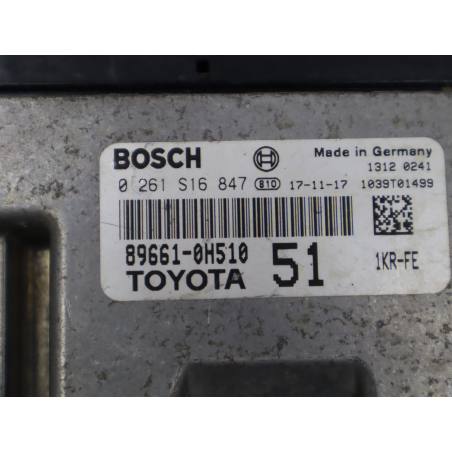 BOSCH Made in Germany
1312 0241
0 261 S16 847 B10 17-11-17 1039T01499
89661-0H510
TOYOTA 51 1KR-FE